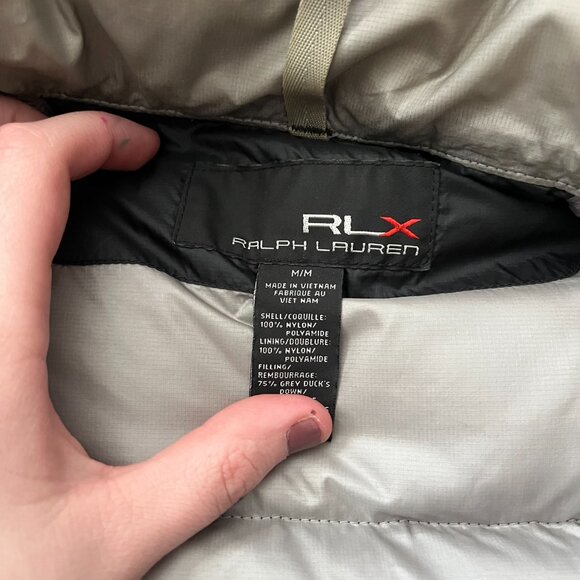 RLX
RALPH LAUREN
M/M
MADE IN VIETNAM
FABRIQUE AU
VIET NAM
SHELL/COQUILLE:
100% NYLON/
POLYAMIDE
LINING/DOUBLURE:
100% NYLON/
POLYAMIDE
FILLING/
REMBOURRAGE:
75% GREY DUCK'S
DOWN/